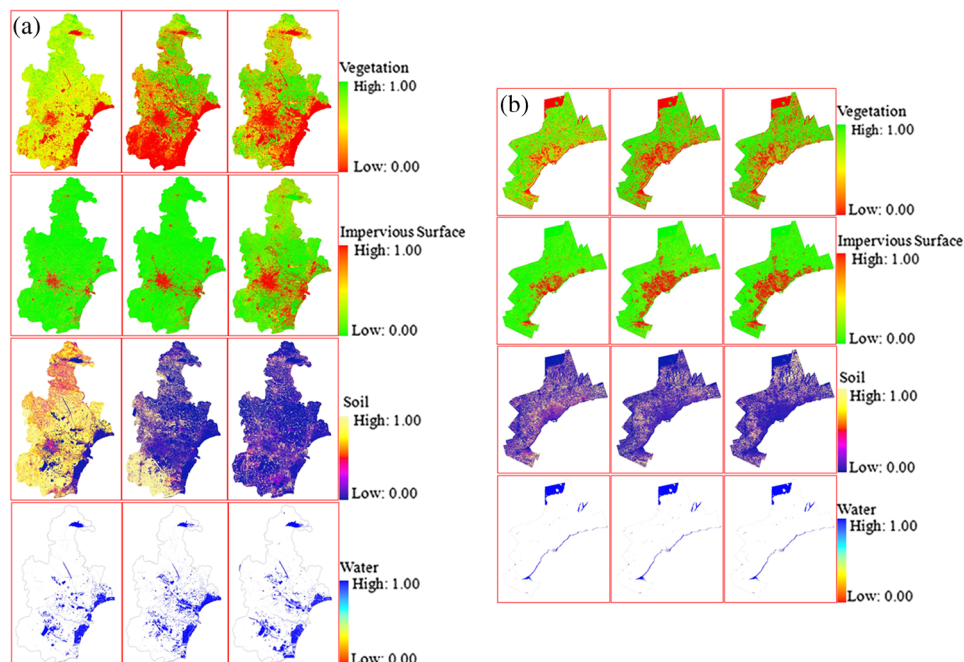 (a)
Vegetation
High: 1.00
Low: 0.00
Impervious Surface
High: 1.00
Low: 0.00
Soil
High: 1.00
Low: 0.00
Water
High: 1.00
Low: 0.00
(b)
Vegetation
High: 1.00
Low: 0.00
Impervious Surface
High: 1.00
Low: 0.00
Soil
High: 1.00
Low: 0.00
Water
High: 1.00
Low: 0.00